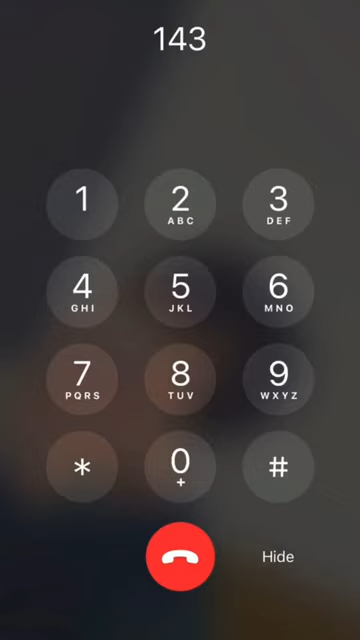 143
1 2 3
ABC DEF
4 5 6
GHI JKL MNO
7 8 9
PQRS TUV WXYZ
* 0 #
+
Hide